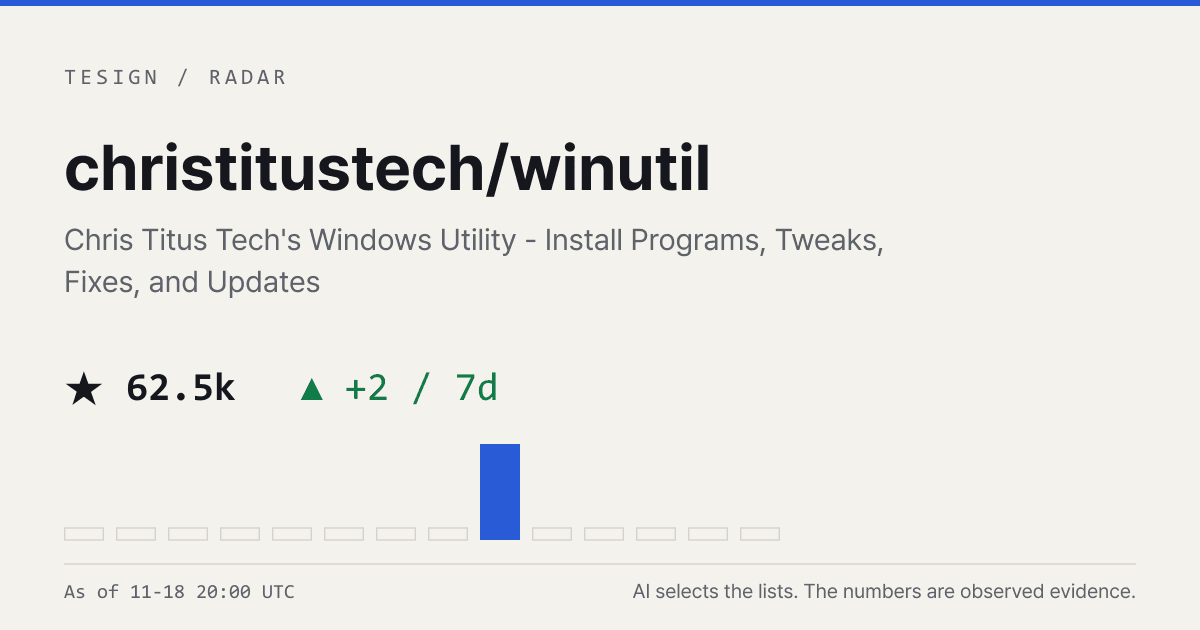 TESIGN / RADAR
christitustech/winutil
Chris Titus Tech's Windows Utility - Install Programs, Tweaks,
Fixes, and Updates
★ 62.5k ▲ +2 / 7d
As of 11-18 20:00 UTC
AI selects the lists. The numbers are observed evidence.